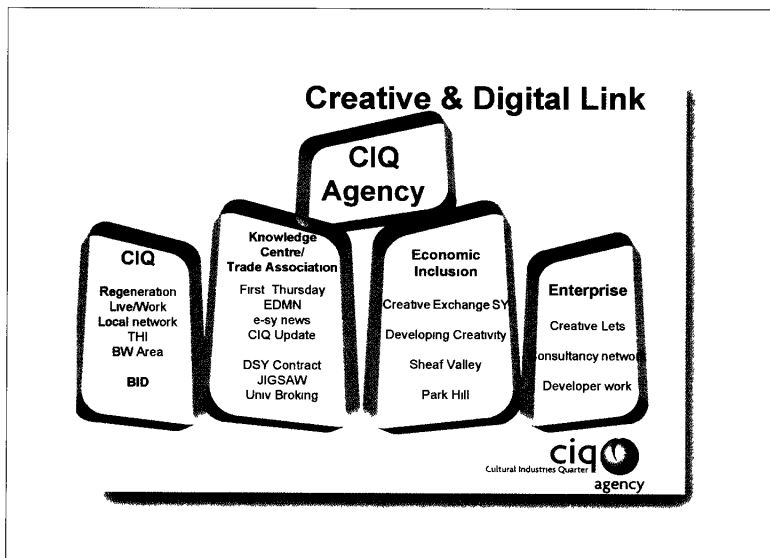 Creative & Digital Link
CIQ
Agency
CIQ
Regeneration
Live/Work
Local network
THI
BW Area
BID
Knowledge
Centre/
Trade Association
First Thursday
EDMN
e-sy news
CIQ Update
DSY Contract
JIGSAW
Univ Broking
Economic
Inclusion
Creative Exchange SY
Developing Creativity
Sheaf Valley
Park Hill
Enterprise
Creative Lets
onsultancy network
Developer work
ciq
Cultural Industries Quarter
agency